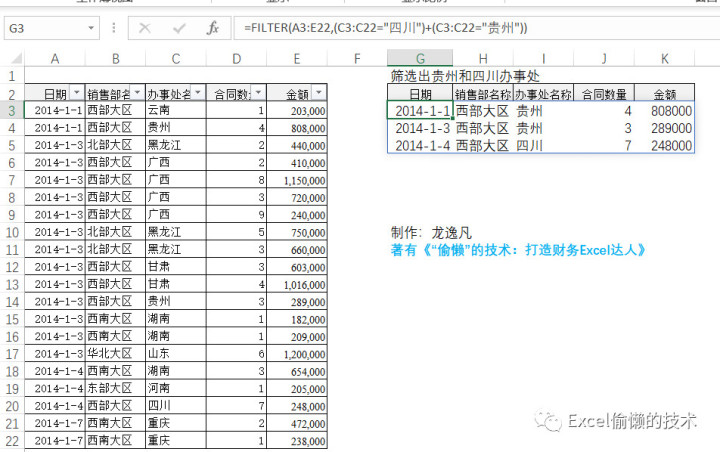 G3 fx =FILTER(A3:E22,(C3:C22="四川")+(C3:C22="贵州"))
A B C D E F G H I J K
1 筛选出贵州和四川办事处
2 日期 销售部名 办事处名 合同数量 金额 日期 销售部名称 办事处名称 合同数量 金额
3 2014-1-1 西部大区 云南 1 203,000 2014-1-1 西部大区 贵州 4 808000
4 2014-1-1 西部大区 贵州 4 808,000 2014-1-3 西部大区 贵州 3 289000
5 2014-1-3 北部大区 黑龙江 2 440,000 2014-1-4 西部大区 四川 7 248000
6 2014-1-3 西部大区 广西 2 410,000
7 2014-1-3 西部大区 广西 8 1,150,000
8 2014-1-3 西部大区 广西 3 720,000
9 2014-1-3 西部大区 广西 9 240,000
10 2014-1-3 北部大区 黑龙江 5 750,000 制作：龙逸凡
11 2014-1-3 北部大区 黑龙江 3 660,000 著有《“偷懒”的技术：打造财务Excel达人》
12 2014-1-3 西部大区 甘肃 3 603,000
13 2014-1-3 西部大区 甘肃 4 1,016,000
14 2014-1-3 西部大区 贵州 3 289,000
15 2014-1-3 西南大区 湖南 1 182,000
16 2014-1-3 西南大区 湖南 1 209,000
17 2014-1-3 华北大区 山东 6 1,200,000
18 2014-1-4 西南大区 湖南 3 654,000
19 2014-1-4 东部大区 河南 1 205,000
20 2014-1-4 西部大区 四川 7 248,000
21 2014-1-7 西南大区 重庆 2 472,000
22 2014-1-7 西南大区 重庆 1 238,000
Excel偷懒的技术